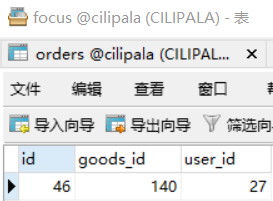 focus @cilipala (CILIPALA) - 表
orders @cilipala (CILIPAL...
文件 编辑 查看 窗口
导入向导 导出向导 筛选向
id goods_id user_id
46 140 27